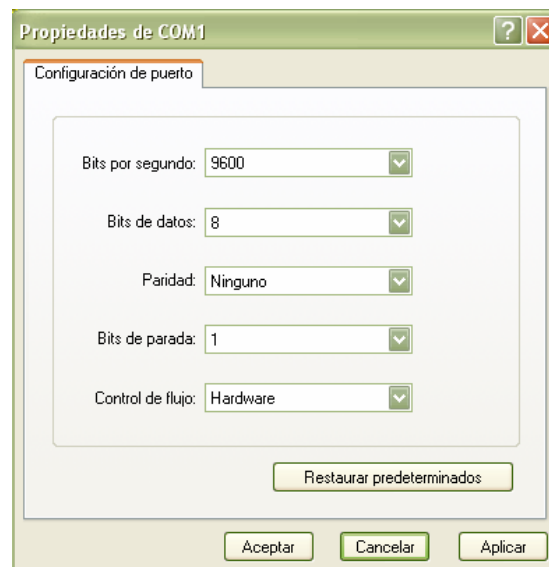 Propiedades de COM1
Configuración de puerto
Bits por segundo: 9600
Bits de datos: 8
Paridad: Ninguno
Bits de parada: 1
Control de flujo: Hardware
Restaurar predeterminados
Aceptar Cancelar Aplicar